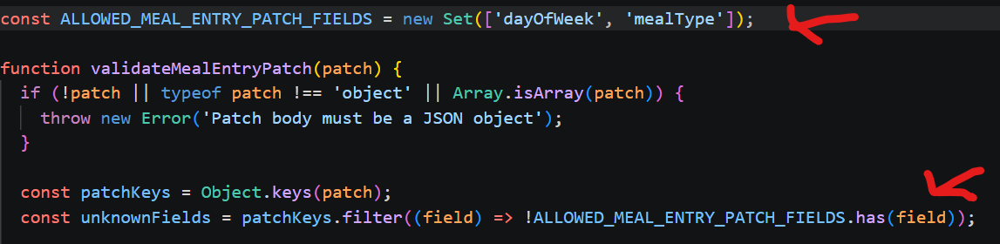 const ALLOWED_MEAL_ENTRY_PATCH_FIELDS = new Set(['dayOfWeek', 'mealType']);
function validateMealEntryPatch(patch) {
if (!patch || typeof patch !== 'object' || Array.isArray(patch)) {
throw new Error('Patch body must be a JSON object');
}
const patchKeys = Object.keys(patch);
const unknownFields = patchKeys.filter((field) => !ALLOWED_MEAL_ENTRY_PATCH_FIELDS.has(field));